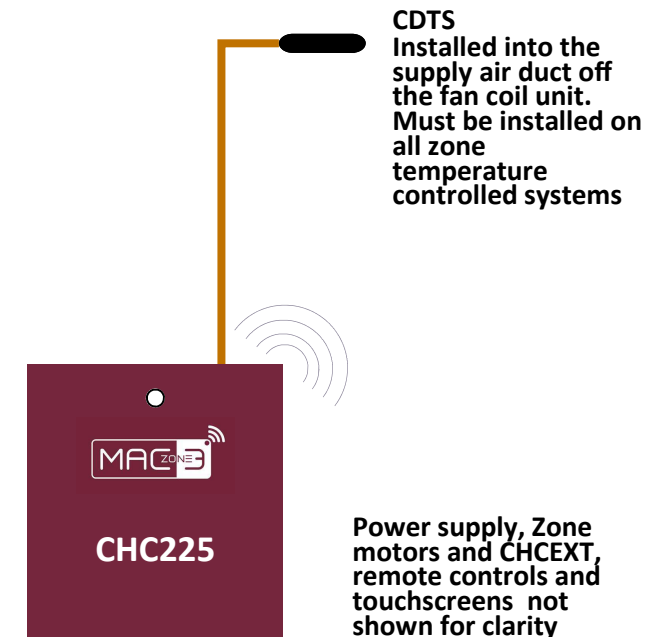 CDTS
Installed into the
supply air duct off
the fan coil unit.
Must be installed on
all zone
temperature
controlled systems
MAC 3
ZONE
CHC225
Power supply, Zone
motors and CHCEXT,
remote controls and
touchscreens not
shown for clarity